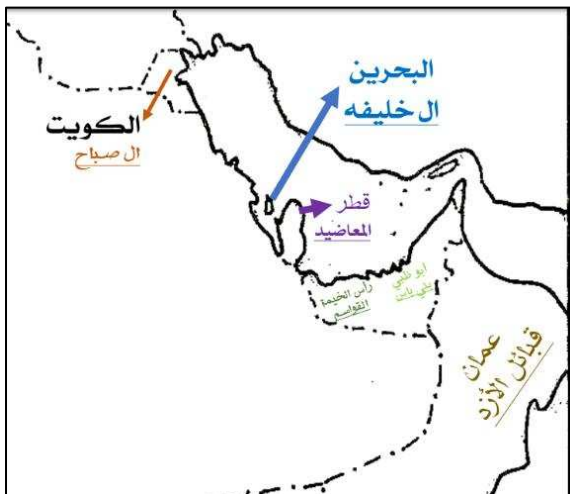 البحرين
ال خليفه
الكويت
ال صباح
قطر
المعاضيد
ابو ظبي
بني ياس
رأس الخيمة
القواسم
عمان
قبائل الأزد